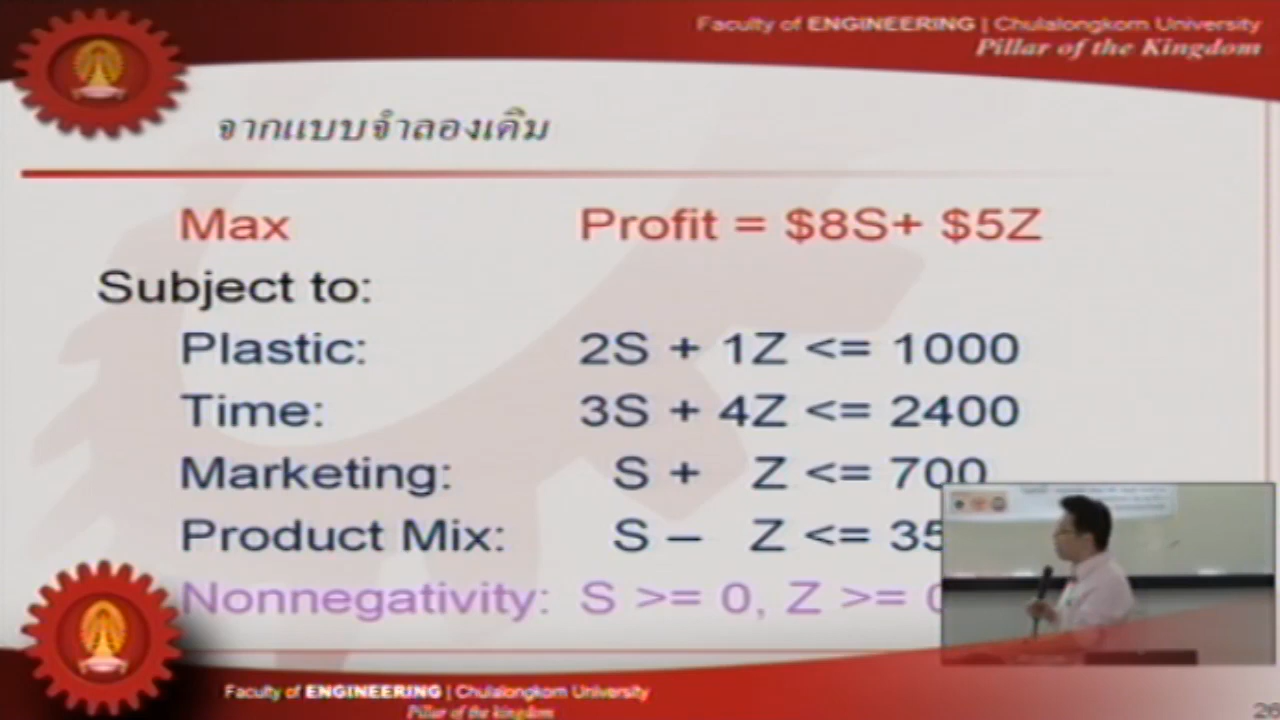 Faculty of ENGINEERING | Chulalongkorn University
Pillar of the Kingdom
จากแบบจำลองเดิม
Max Profit = $8S+ $5Z
Subject to:
Plastic: 2S + 1Z <= 1000
Time: 3S + 4Z <= 2400
Marketing: S + Z <= 700
Product Mix: S – Z <= 35
Nonnegativity: S >= 0, Z >= 0
Faculty of ENGINEERING | Chulalongkorn University
Pillar of the kingdom
26